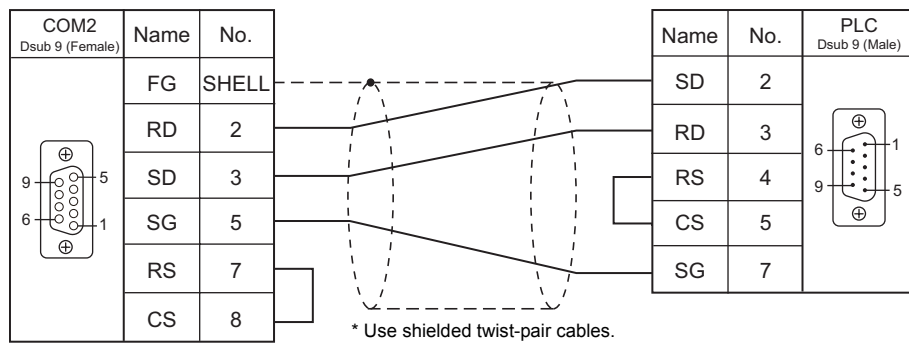 COM2
Dsub 9 (Female)
Name No.
FG SHELL
RD 2
SD 3
SG 5
RS 7
CS 8
9 5
6 1
Name No.
PLC
Dsub 9 (Male)
SD 2
RD 3
RS 4
CS 5
SG 7
6 1
9 5
* Use shielded twist-pair cables.